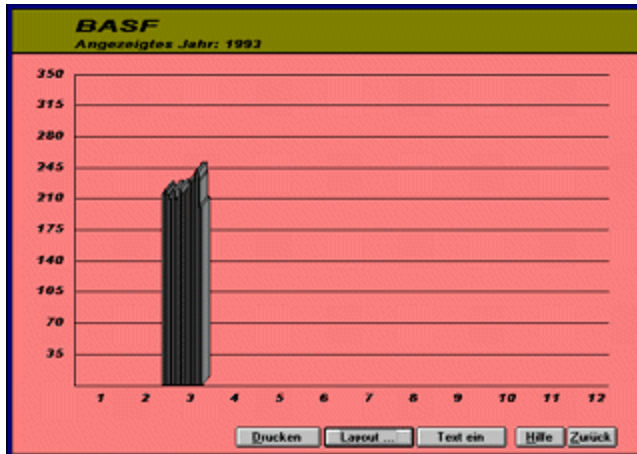 BASF
Angezeigtes Jahr: 1993
350
315
280
245
210
175
140
105
70
35
1 2 3 4 5 6 7 8 9 10 11 12
Drucken Layout ... Text ein Hilfe Zurück